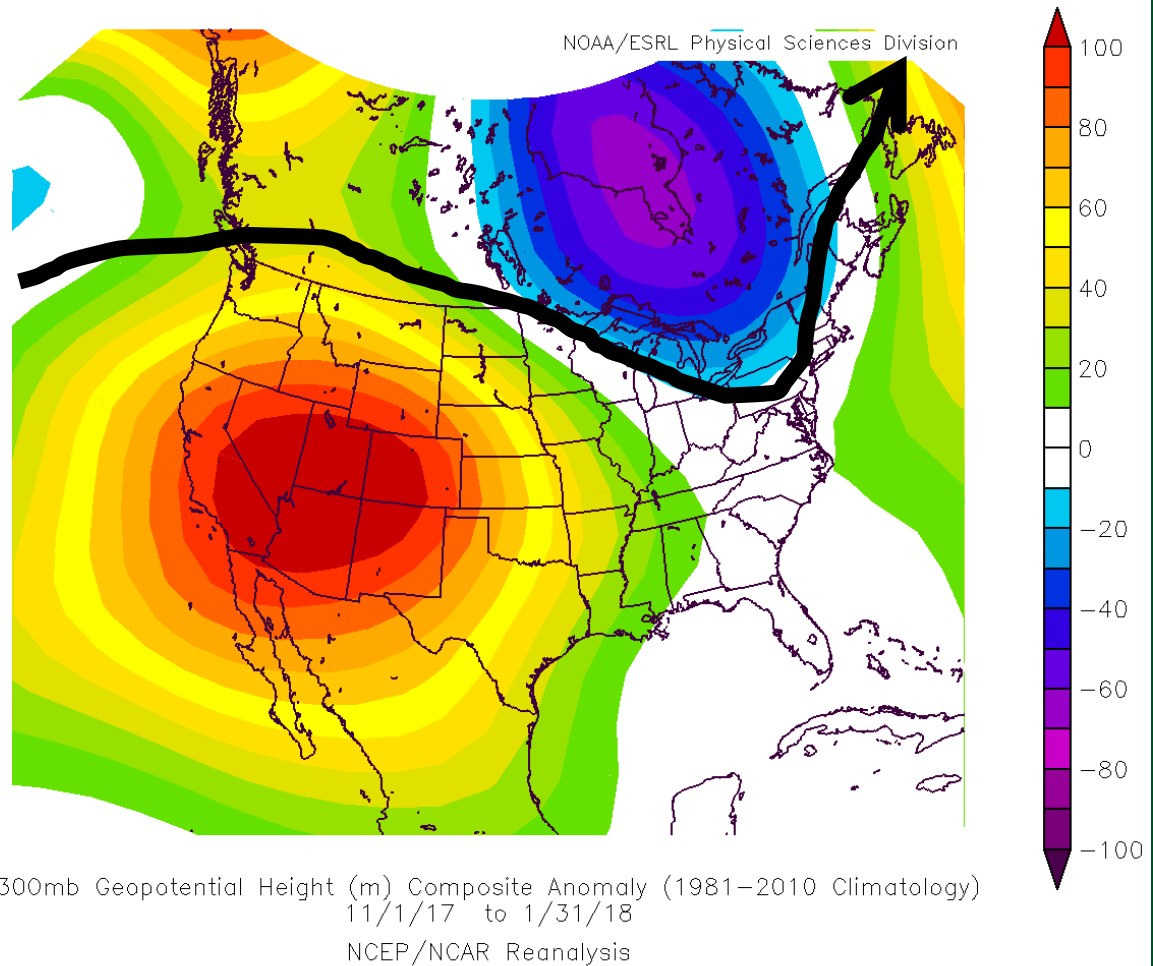 NOAA/ESRL Physical Sciences Division
100
80
60
40
20
0
−20
−40
−60
−80
−100
300mb Geopotential Height (m) Composite Anomaly (1981−2010 Climatology)
11/1/17 to 1/31/18
NCEP/NCAR Reanalysis